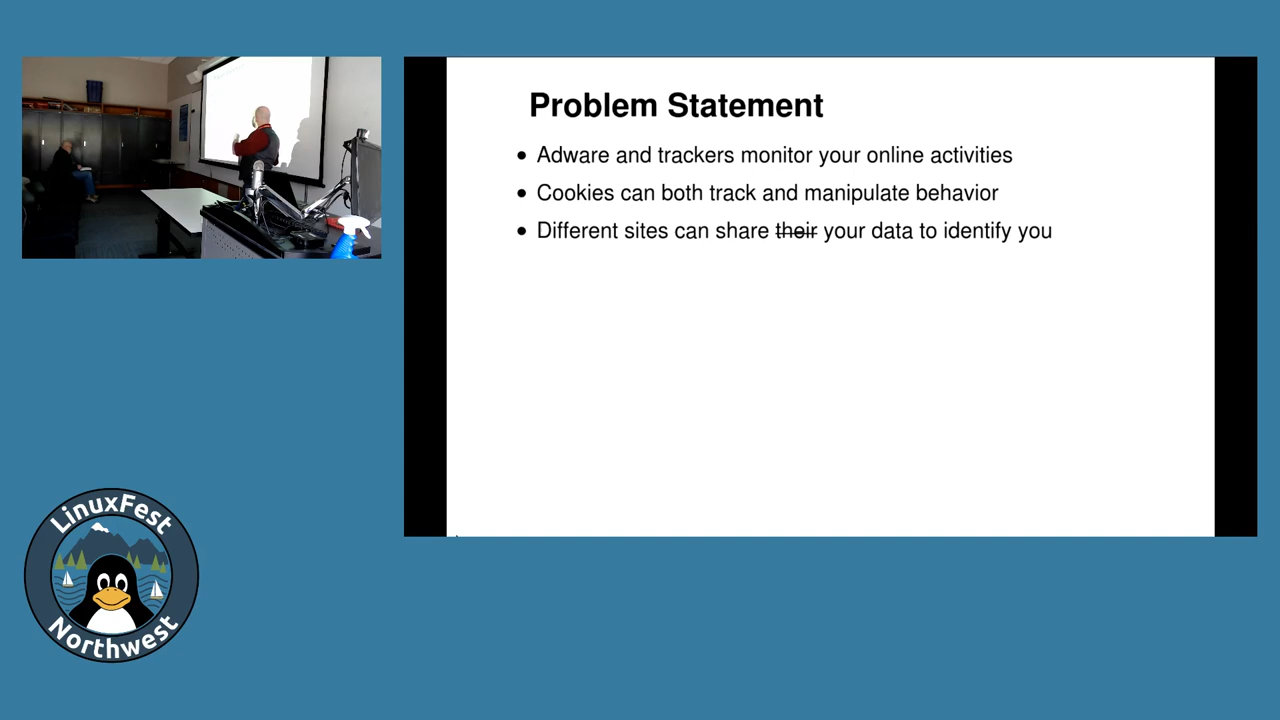 Problem Statement
• Adware and trackers monitor your online activities
• Cookies can both track and manipulate behavior
• Different sites can share their your data to identify you
LinuxFest
Northwest